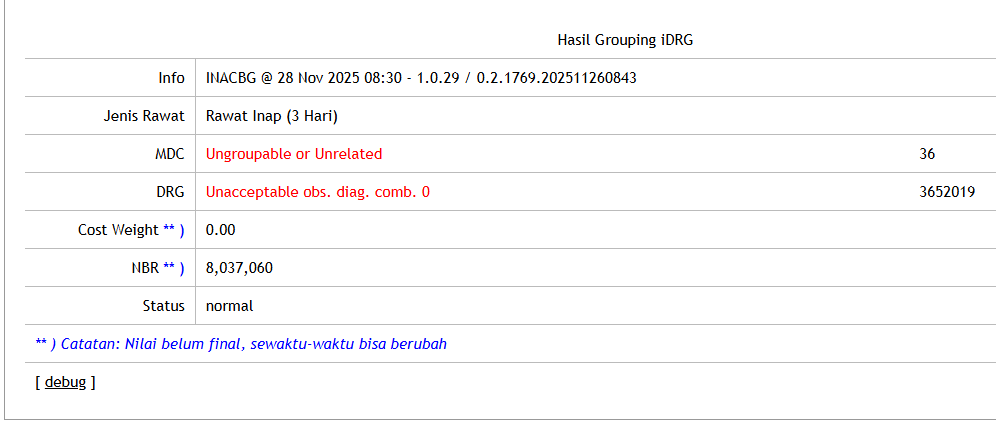 Hasil Grouping iDRG
Info INACBG @ 28 Nov 2025 08:30 - 1.0.29 / 0.2.1769.202511260843
Jenis Rawat Rawat Inap (3 Hari)
MDC Ungroupable or Unrelated 36
DRG Unacceptable obs. diag. comb. 0 3652019
Cost Weight ** ) 0.00
NBR ** ) 8,037,060
Status normal
** ) Catatan: Nilai belum final, sewaktu-waktu bisa berubah
[ debug ]